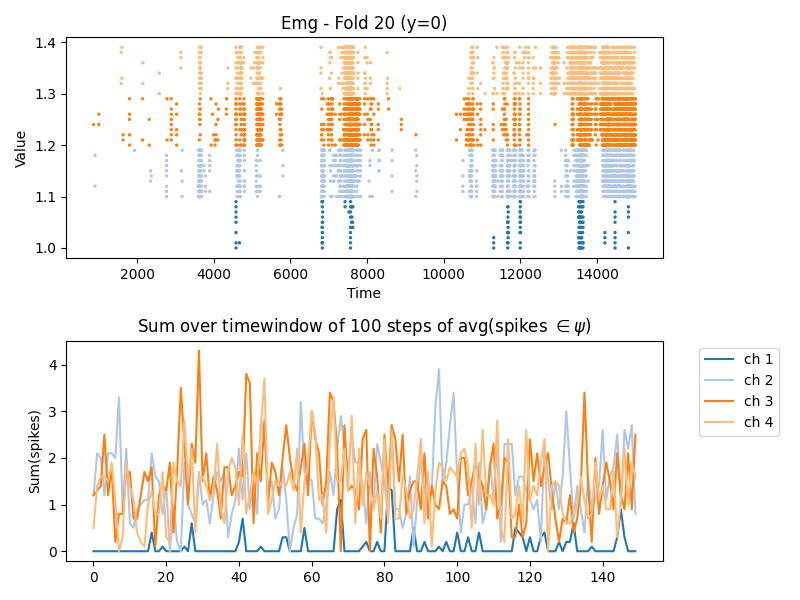 Emg - Fold 20 (y=0)
Value
1.4
1.3
1.2
1.1
1.0
2000 4000 6000 8000 10000 12000 14000
Time
Sum over timewindow of 100 steps of avg(spikes ∈ ψ)
Sum(spikes)
4
3
2
1
0
0 20 40 60 80 100 120 140
ch 1
ch 2
ch 3
ch 4